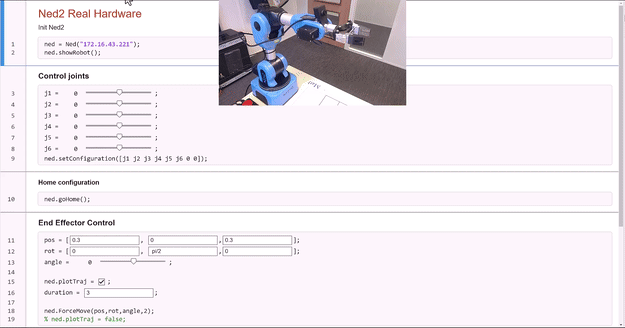 Ned2 Real Hardware
Init Ned2
1 ned = Ned("172.16.43.221");
2 ned.showRobot();
Control joints
3 j1 = 0 ;
4 j2 = 0 ;
5 j3 = 0 ;
6 j4 = 0 ;
7 j5 = 0 ;
8 j6 = 0 ;
9 ned.setConfiguration([j1 j2 j3 j4 j5 j6 0 0]);
Home configuration
10 ned.goHome();
End Effector Control
11 pos = [ 0.3 , 0 , 0.3 ];
12 rot = [ 0 , pi/2 , 0 ];
13 angle = 0 ;
14
15 ned.plotTraj = ;
16 duration = 3 ;
17
18 ned.ForceMove(pos,rot,angle,2);
19 % ned.plotTraj = false;